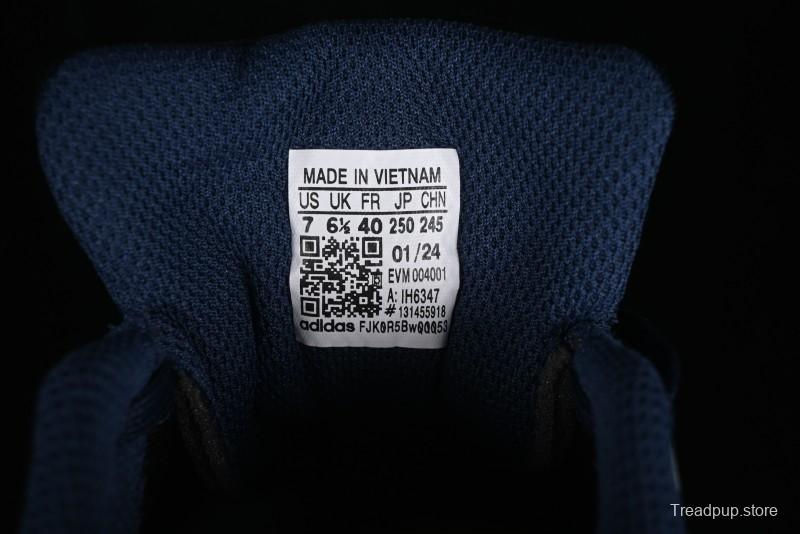 MADE IN VIETNAM
US UK FR JP CHN
7 6½ 40 250 245
01/24
EVM 004001
A: IH6347
# 131455918
adidas FJK0R5BwQ0Q53
Treadpup.store